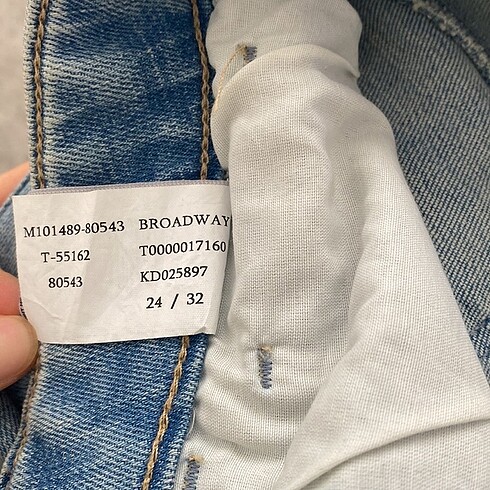 M101489-80543 BROADWAY
T-55162 T0000017160
80543 KD025897
24 / 32